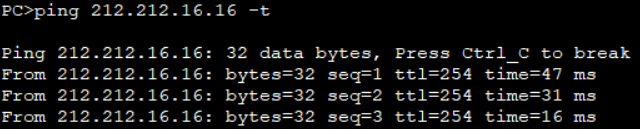 PC>ping 212.212.16.16 -t
Ping 212.212.16.16: 32 data bytes, Press Ctrl_C to break
From 212.212.16.16: bytes=32 seq=1 ttl=254 time=47 ms
From 212.212.16.16: bytes=32 seq=2 ttl=254 time=31 ms
From 212.212.16.16: bytes=32 seq=3 ttl=254 time=16 ms